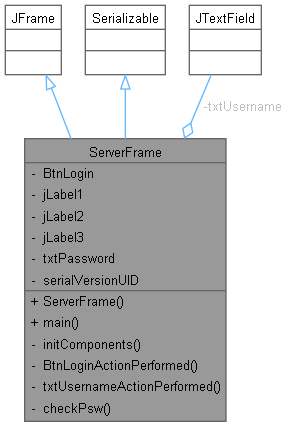 JFrame
Serializable
JTextField
-txtUsername
ServerFrame
- BtnLogin
- jLabel1
- jLabel2
- jLabel3
- txtPassword
- serialVersionUID
+ ServerFrame()
+ main()
- initComponents()
- BtnLoginActionPerformed()
- txtUsernameActionPerformed()
- checkPsw()